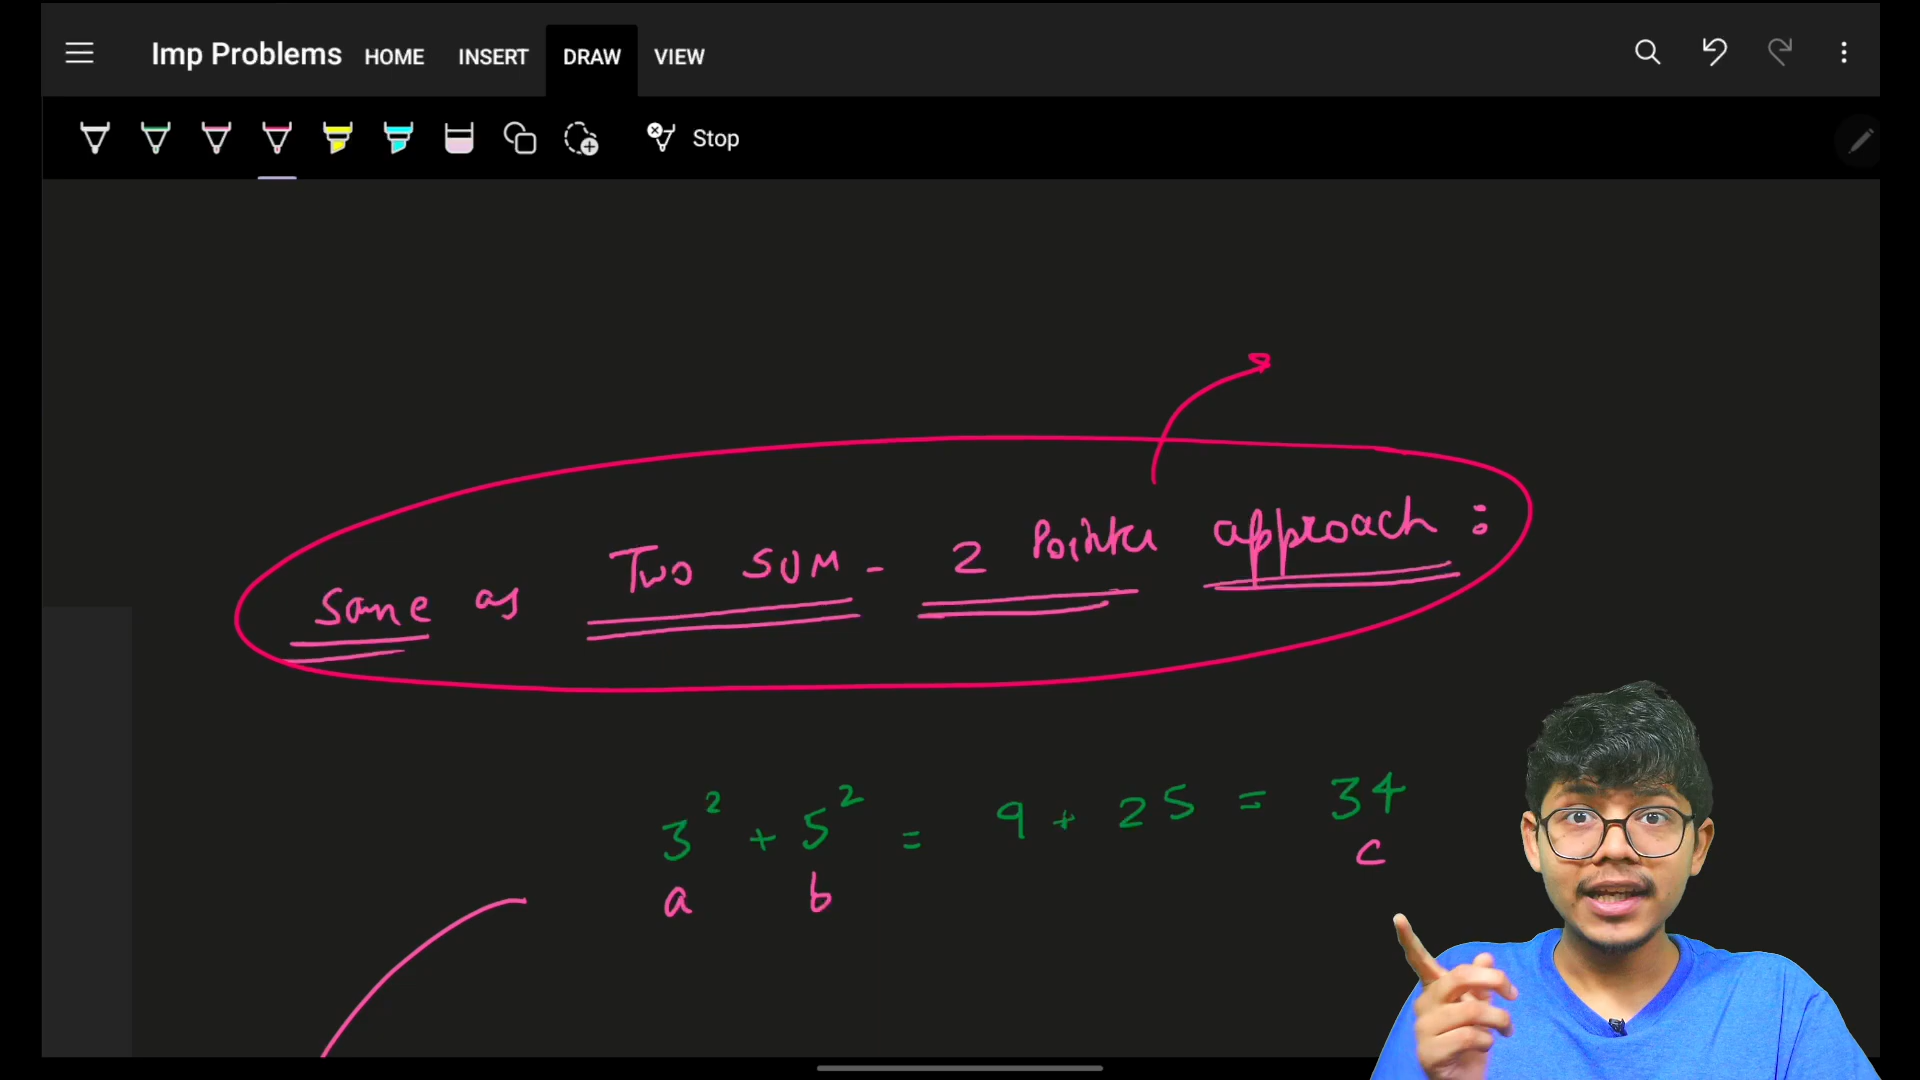 Imp Problems HOME INSERT DRAW VIEW
Stop
Same as Two SUM - 2 Pointer approach :
3² + 5² = 9 + 25 = 34
a b c